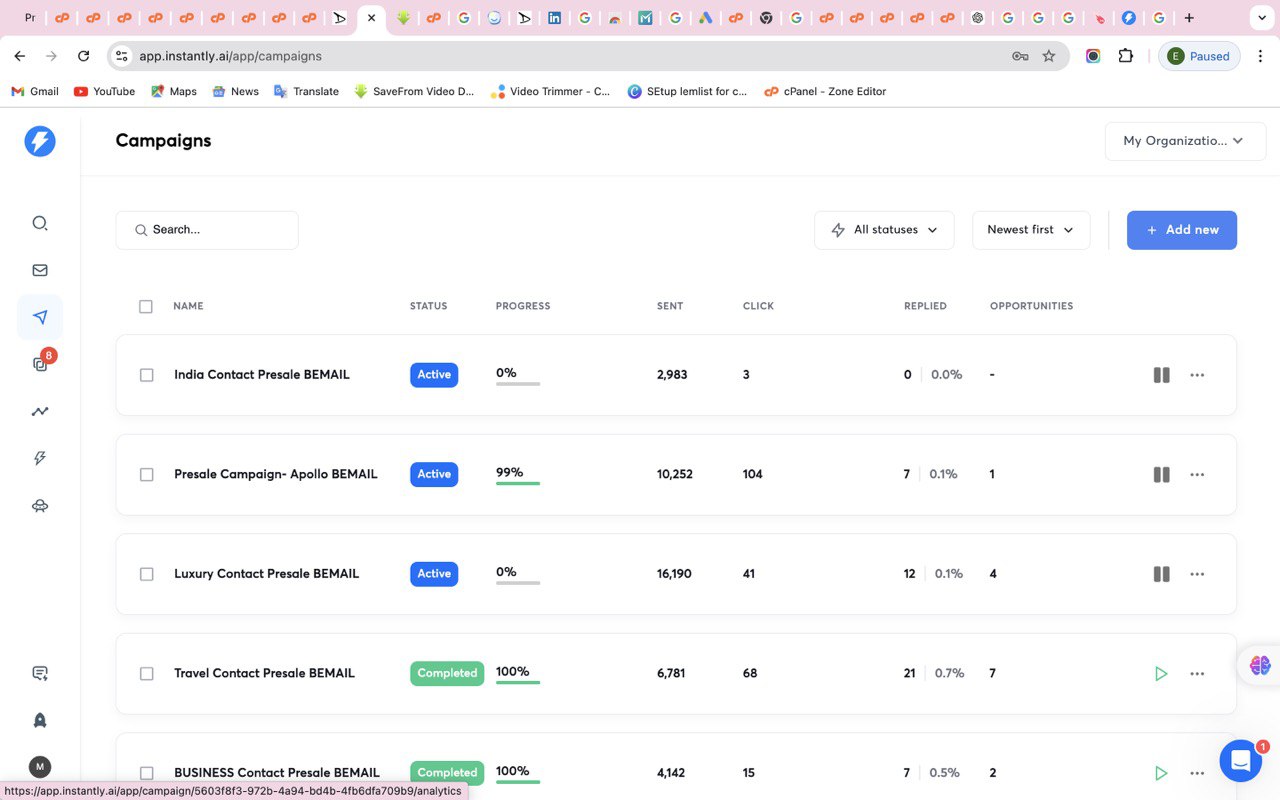 Pr
app.instantly.ai/app/campaigns
E Paused
Gmail YouTube Maps News Translate SaveFrom Video D... Video Trimmer - C... SEtup lemlist for c... cPanel - Zone Editor
Campaigns
My Organizatio...
Search...
All statuses
Newest first
+ Add new
NAME STATUS PROGRESS SENT CLICK REPLIED OPPORTUNITIES
India Contact Presale BEMAIL Active 0% 2,983 3 0 0.0% -
8
Presale Campaign- Apollo BEMAIL Active 99% 10,252 104 7 0.1% 1
Luxury Contact Presale BEMAIL Active 0% 16,190 41 12 0.1% 4
Travel Contact Presale BEMAIL Completed 100% 6,781 68 21 0.7% 7
BUSINESS Contact Presale BEMAIL Completed 100% 4,142 15 7 0.5% 2
1
M
https://app.instantly.ai/app/campaign/5603f8f3-972b-4a94-bd4b-4fb6dfa709b9/analytics